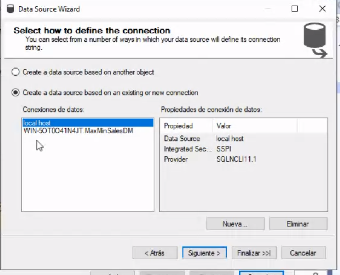 Data Source Wizard
Select how to define the connection
You can select from a number of ways in which your data source will define its connection
string.
Create a data source based on another object
Create a data source based on an existing or new connection
Conexiones de datos:
local host
WIN-5OT0O41N4JT.MaxMinSalesDM
Propiedades de conexión de datos:
Propiedad Valor
Data Source local host
Integrated Sec... SSPI
Provider SQLNCLI11.1
Nueva... Eliminar
< Atrás Siguiente > Finalizar >>| Cancelar